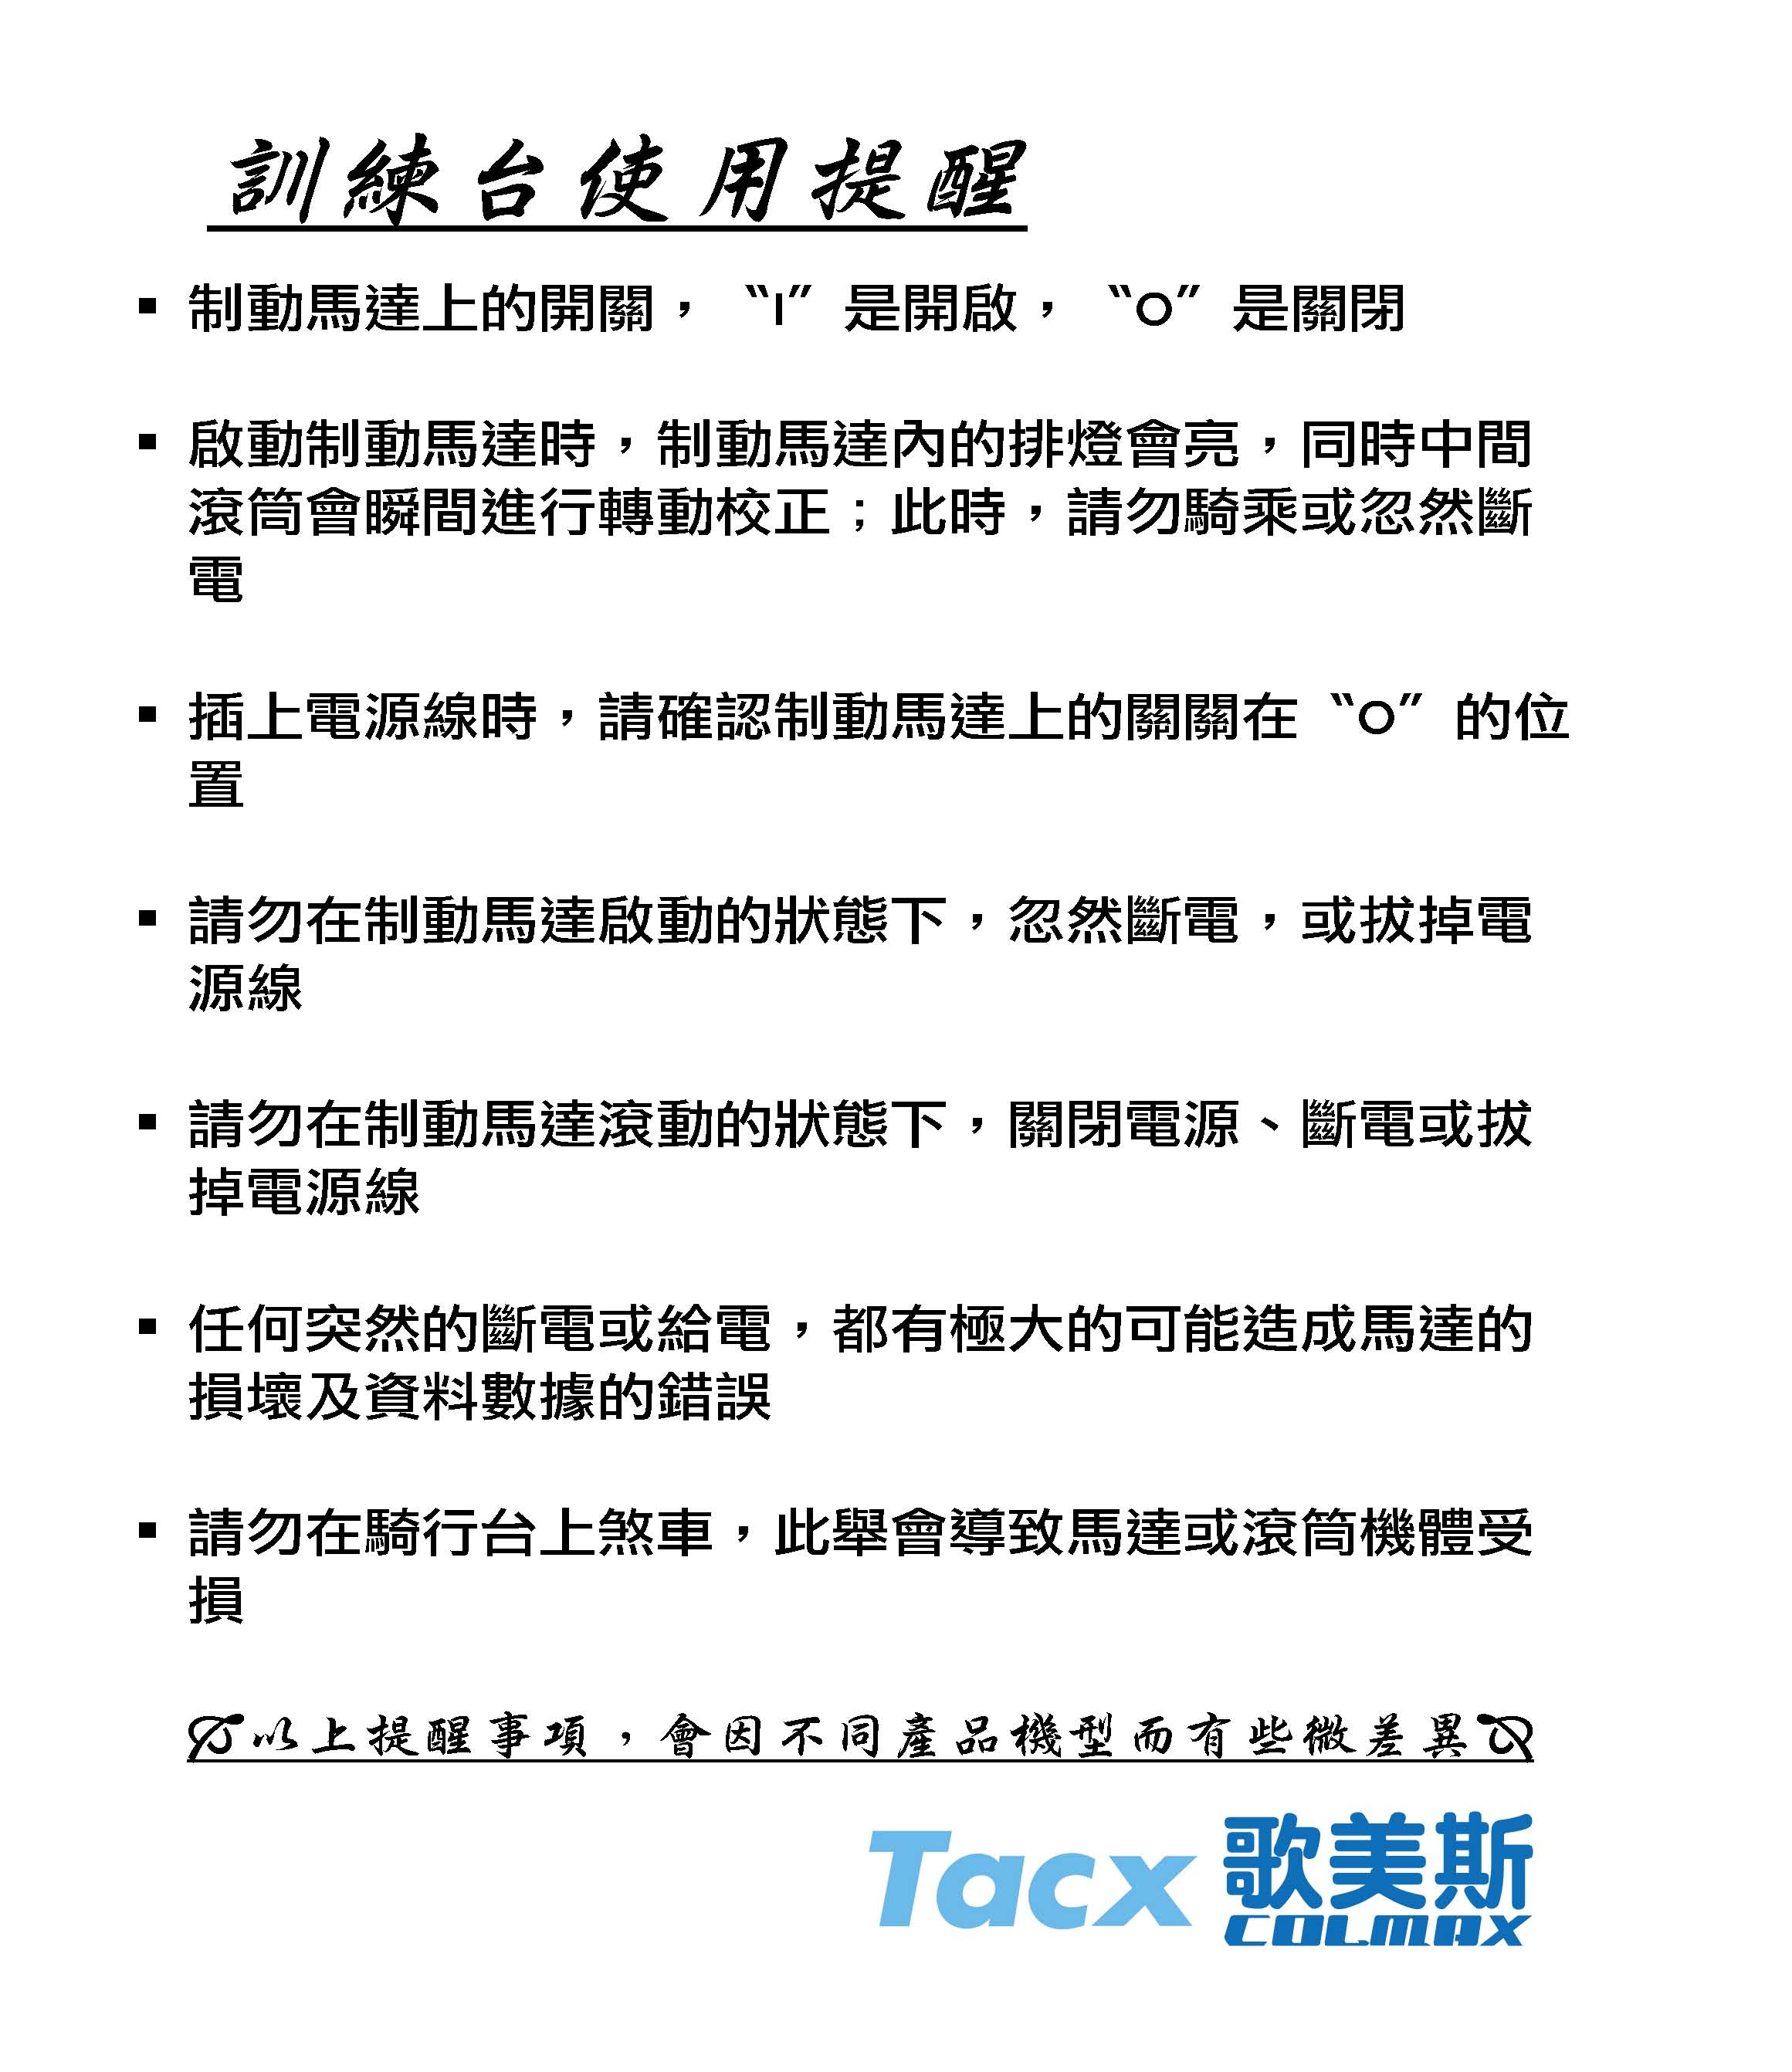 訓練台使用提醒
▪ 制動馬達上的開關，“I”是開啟，“O”是關閉
▪ 啟動制動馬達時，制動馬達內的排燈會亮，同時中間
滾筒會瞬間進行轉動校正；此時，請勿騎乘或忽然斷
電
▪ 插上電源線時，請確認制動馬達上的關關在“O”的位
置
▪ 請勿在制動馬達啟動的狀態下，忽然斷電，或拔掉電
源線
▪ 請勿在制動馬達滾動的狀態下，關閉電源、斷電或拔
掉電源線
▪ 任何突然的斷電或給電，都有極大的可能造成馬達的
損壞及資料數據的錯誤
▪ 請勿在騎行台上煞車，此舉會導致馬達或滾筒機體受
損
以上提醒事項，會因不同產品機型而有些微差異
Tacx 歌美斯
COLMAX